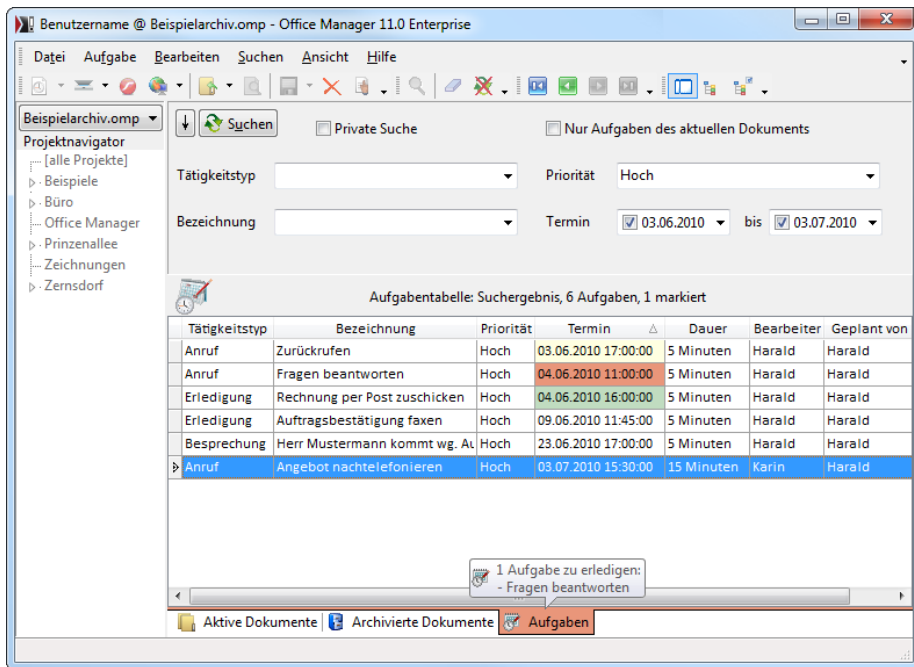 Benutzername @ Beispielarchiv.omp - Office Manager 11.0 Enterprise
Datei Aufgabe Bearbeiten Suchen Ansicht Hilfe
Beispielarchiv.omp
Projektnavigator
[alle Projekte]
Beispiele
Büro
Office Manager
Prinzenallee
Zeichnungen
Zernsdorf
Suchen Private Suche Nur Aufgaben des aktuellen Dokuments
Tätigkeitstyp Priorität Hoch
Bezeichnung Termin 03.06.2010 bis 03.07.2010
Aufgabentabelle: Suchergebnis, 6 Aufgaben, 1 markiert
Tätigkeitstyp Bezeichnung Priorität Termin Dauer Bearbeiter Geplant von
Anruf Zurückrufen Hoch 03.06.2010 17:00:00 5 Minuten Harald Harald
Anruf Fragen beantworten Hoch 04.06.2010 11:00:00 5 Minuten Harald Harald
Erledigung Rechnung per Post zuschicken Hoch 04.06.2010 16:00:00 5 Minuten Harald Harald
Erledigung Auftragsbestätigung faxen Hoch 09.06.2010 11:45:00 5 Minuten Harald Harald
Besprechung Herr Mustermann kommt wg. Au Hoch 23.06.2010 17:00:00 5 Minuten Harald Harald
Anruf Angebot nachtelefonieren Hoch 03.07.2010 15:30:00 15 Minuten Karin Harald
1 Aufgabe zu erledigen:
- Fragen beantworten
Aktive Dokumente Archivierte Dokumente Aufgaben